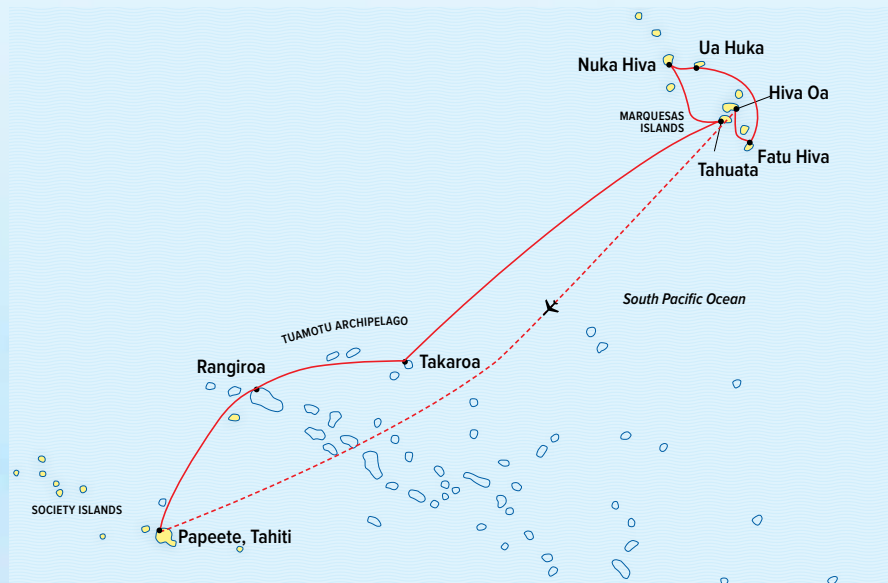 Ua Huka
Nuka Hiva
Hiva Oa
MARQUESAS
ISLANDS
Fatu Hiva
Tahuata
South Pacific Ocean
TUAMOTU ARCHIPELAGO
Rangiroa
Takaroa
SOCIETY ISLANDS
Papeete, Tahiti